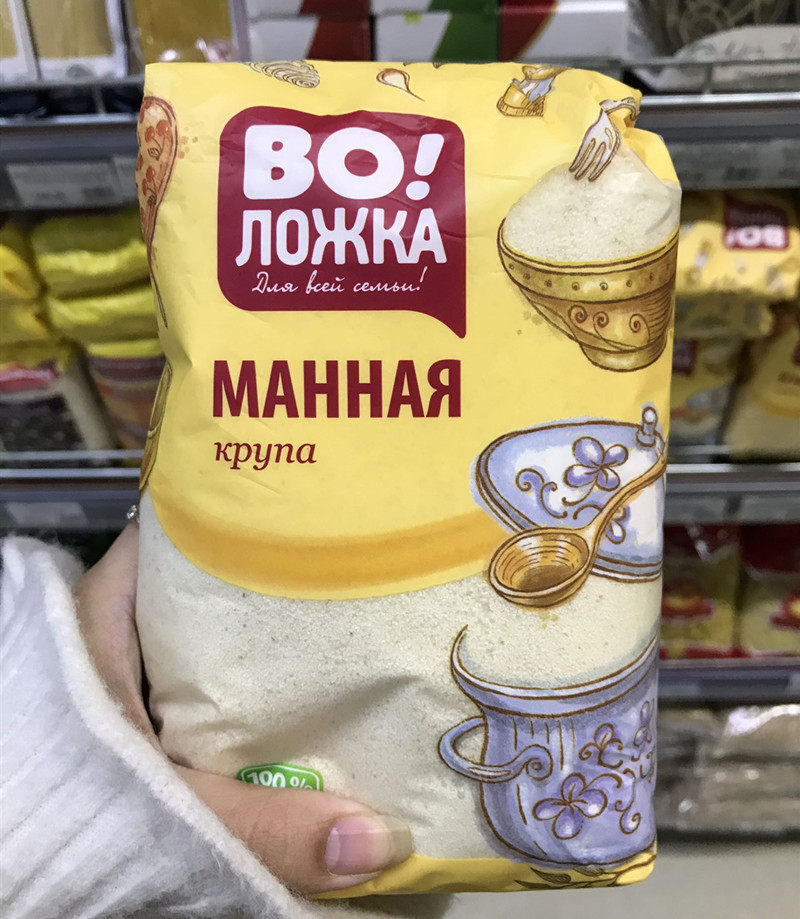 ВО!
ЛОЖКА
Для всей семьи!
МАННАЯ
крупа
100%